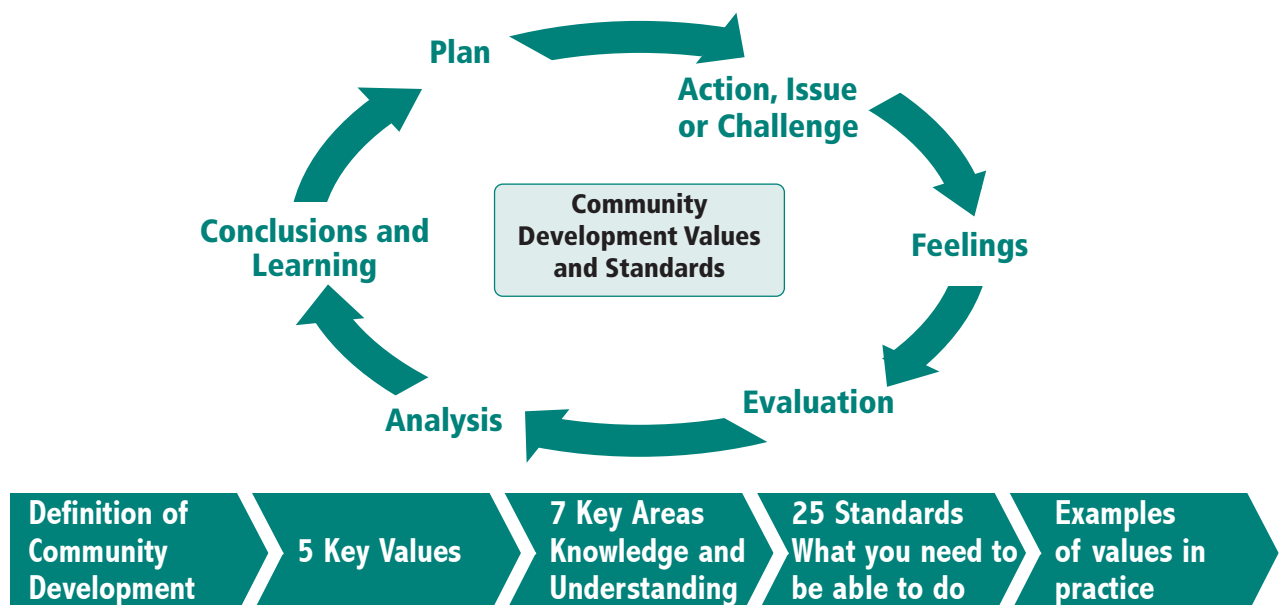 Plan
Action, Issue
or Challenge
Community
Development Values
and Standards
Conclusions and
Learning
Feelings
Evaluation
Analysis
Definition of
Community
Development
5 Key Values
7 Key Areas
Knowledge and
Understanding
25 Standards
What you need to
be able to do
Examples
of values in
practice